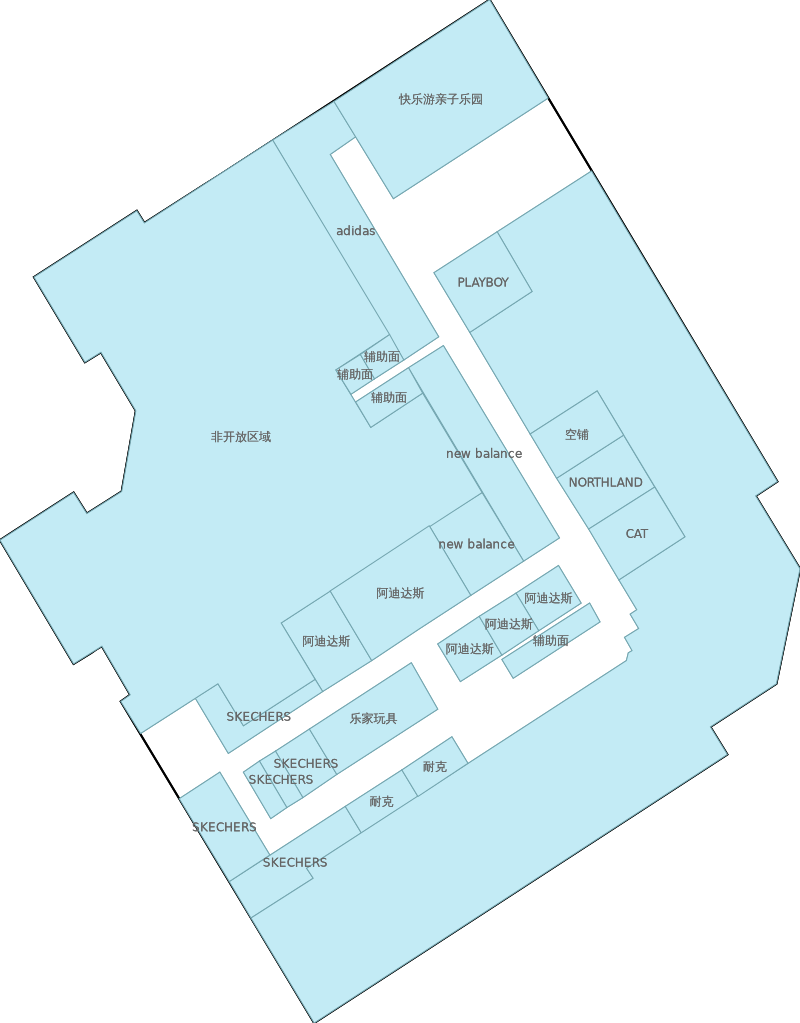 快乐游亲子乐园
adidas
PLAYBOY
辅助面
辅助面
辅助面
空铺
非开放区域
new balance
NORTHLAND
CAT
new balance
阿迪达斯
阿迪达斯
阿迪达斯
阿迪达斯
辅助面
阿迪达斯
SKECHERS
乐家玩具
SKECHERS
耐克
SKECHERS
耐克
SKECHERS
SKECHERS